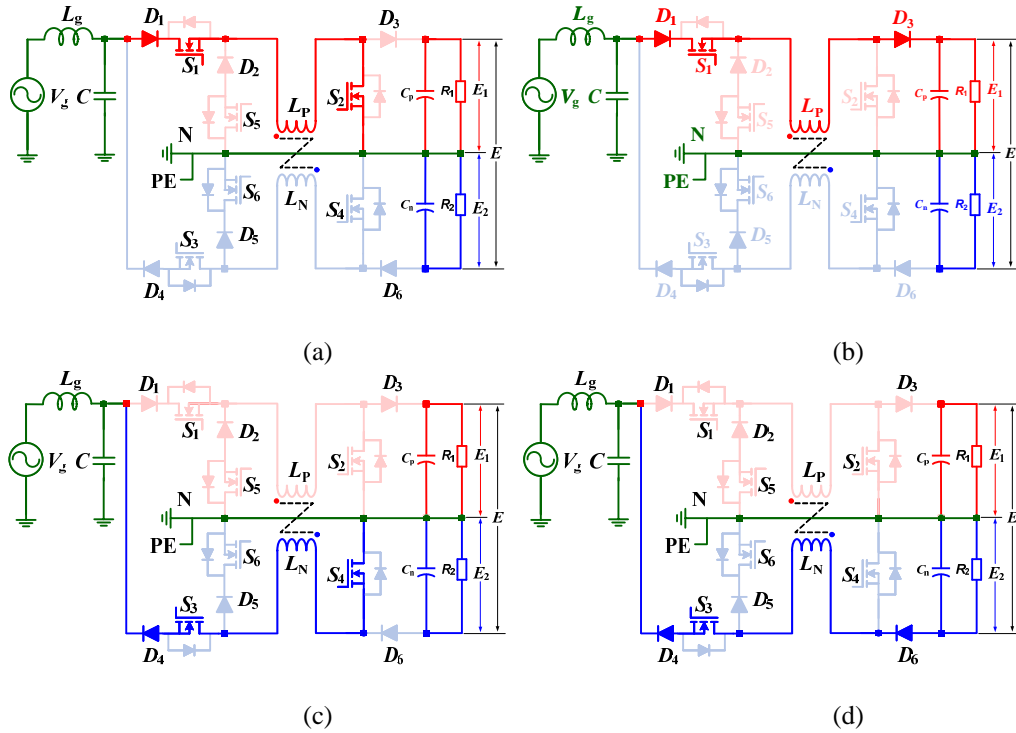 Lg
D1
S1
D2
S5
Vg
C
N
PE
S6
D5
S3
D4
LP
LN
S2
S4
D3
D6
Cp
R1
E1
Cn
R2
E2
E
(a)
Lg
D1
S1
D2
S5
Vg
C
N
PE
S6
D5
S3
D4
LP
LN
S2
S4
D3
D6
Cp
R1
E1
Cn
R2
E2
E
(b)
Lg
D1
S1
D2
S5
Vg
C
N
PE
S6
D5
S3
D4
LP
LN
S2
S4
D3
D6
Cp
R1
E1
Cn
R2
E2
E
(c)
Lg
D1
S1
D2
S5
Vg
C
N
PE
S6
D5
S3
D4
LP
LN
S2
S4
D3
D6
Cp
R1
E1
Cn
R2
E2
E
(d)